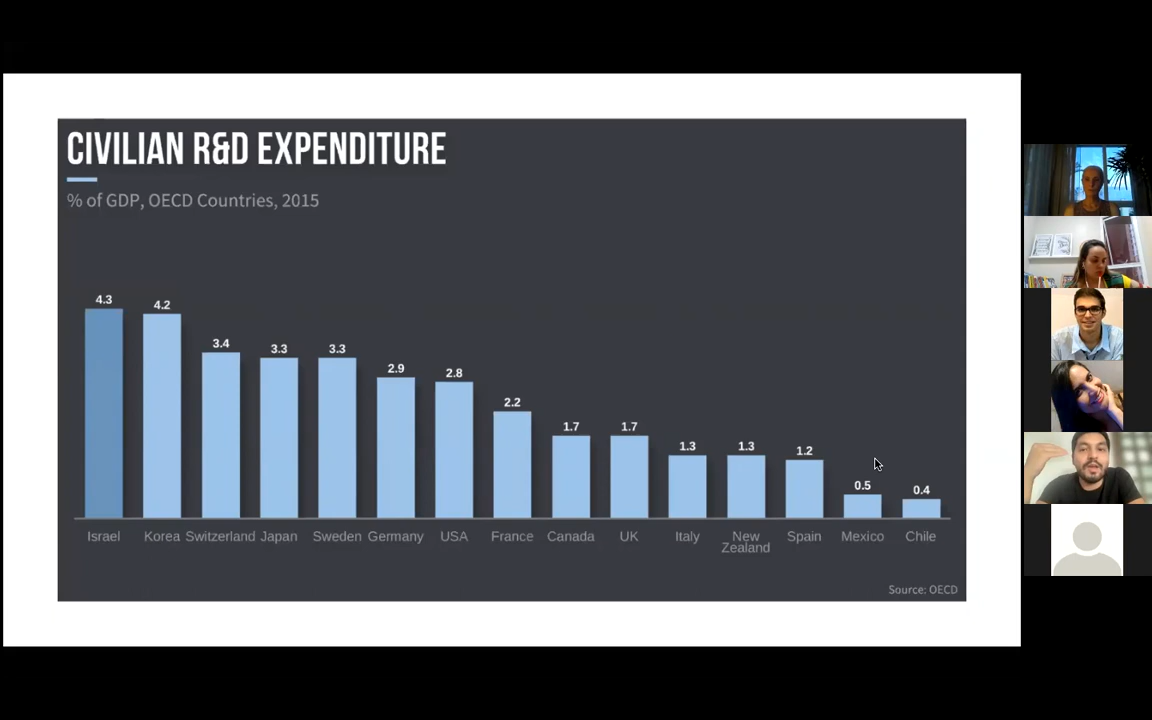 CIVILIAN R&D EXPENDITURE
% of GDP, OECD Countries, 2015
4.3
4.2
3.4
3.3
3.3
2.9
2.8
2.2
1.7
1.7
1.3
1.3
1.2
0.5
0.4
Israel
Korea
Switzerland
Japan
Sweden
Germany
USA
France
Canada
UK
Italy
New
Zealand
Spain
Mexico
Chile
Source: OECD